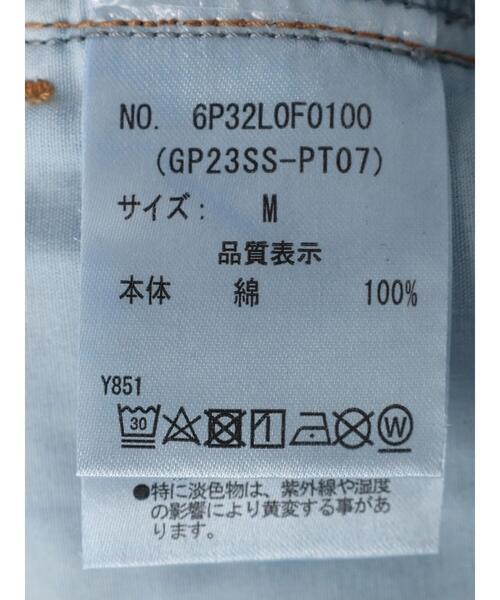 NO. 6P32L0F0100
(GP23SS-PT07)
サイズ: M
品質表示
本体 綿 100%
Y851
30 W
●特に淡色物は、紫外線や湿度
の影響により黄変する事があ
ります。